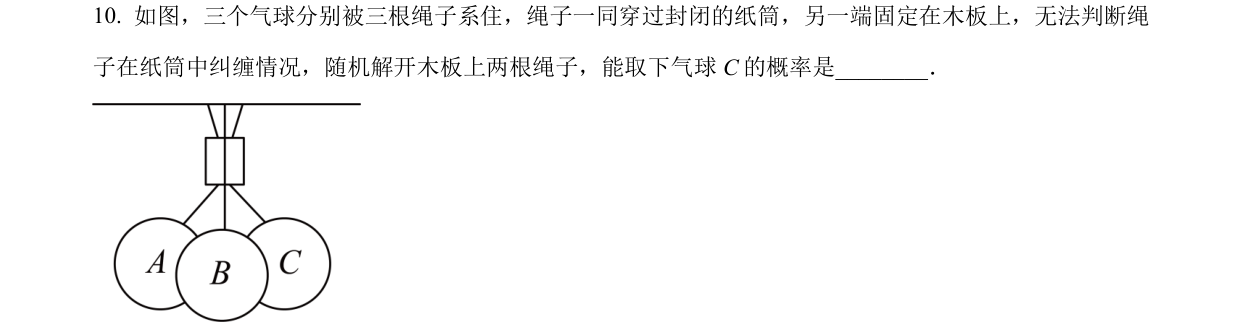 10. 如图，三个气球分别被三根绳子系住，绳子一同穿过封闭的纸筒，另一端固定在木板上，无法判断绳
子在纸筒中纠缠情况，随机解开木板上两根绳子，能取下气球 C 的概率是________．
A
B
C